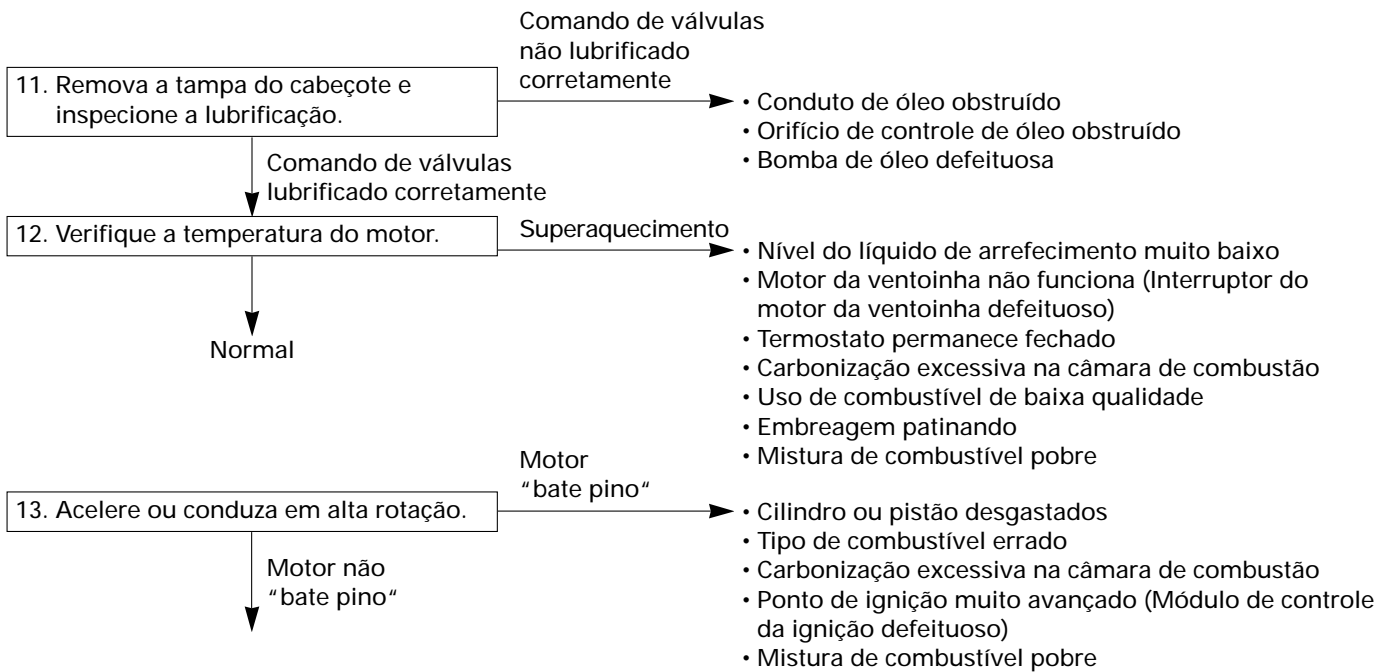 Comando de válvulas
não lubrificado
corretamente
11. Remova a tampa do cabeçote e
inspecione a lubrificação.
• Conduto de óleo obstruído
• Orifício de controle de óleo obstruído
• Bomba de óleo defeituosa
Comando de válvulas
lubrificado corretamente
12. Verifique a temperatura do motor.
Superaquecimento
• Nível do líquido de arrefecimento muito baixo
• Motor da ventoinha não funciona (Interruptor do
motor da ventoinha defeituoso)
• Termostato permanece fechado
• Carbonização excessiva na câmara de combustão
• Uso de combustível de baixa qualidade
• Embreagem patinando
• Mistura de combustível pobre
Normal
13. Acelere ou conduza em alta rotação.
Motor
“bate pino“
• Cilindro ou pistão desgastados
• Tipo de combustível errado
• Carbonização excessiva na câmara de combustão
• Ponto de ignição muito avançado (Módulo de controle
da ignição defeituoso)
• Mistura de combustível pobre
Motor não
“bate pino“